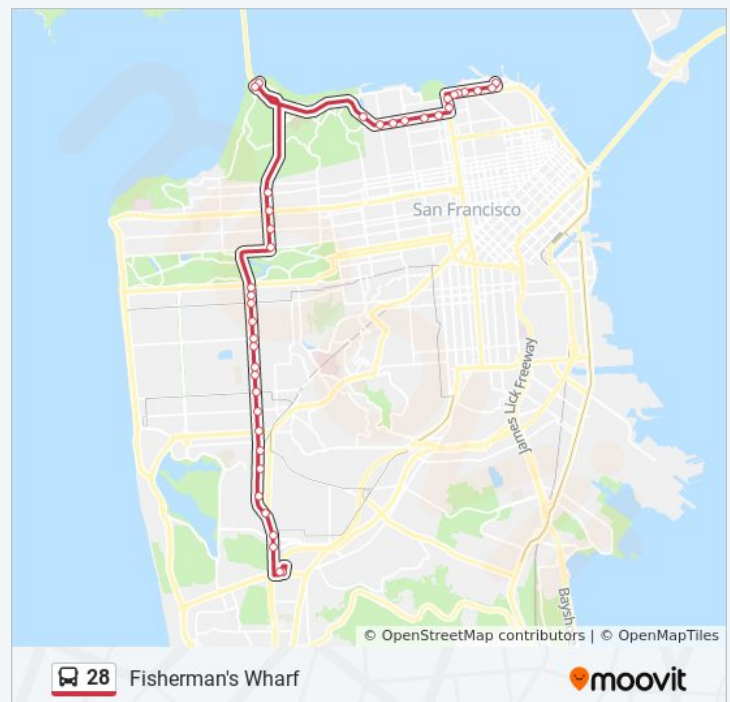 San Francisco
James Lick Freeway
Baysh
© OpenStreetMap contributors | © OpenMapTiles
28 Fisherman's Wharf
moovit